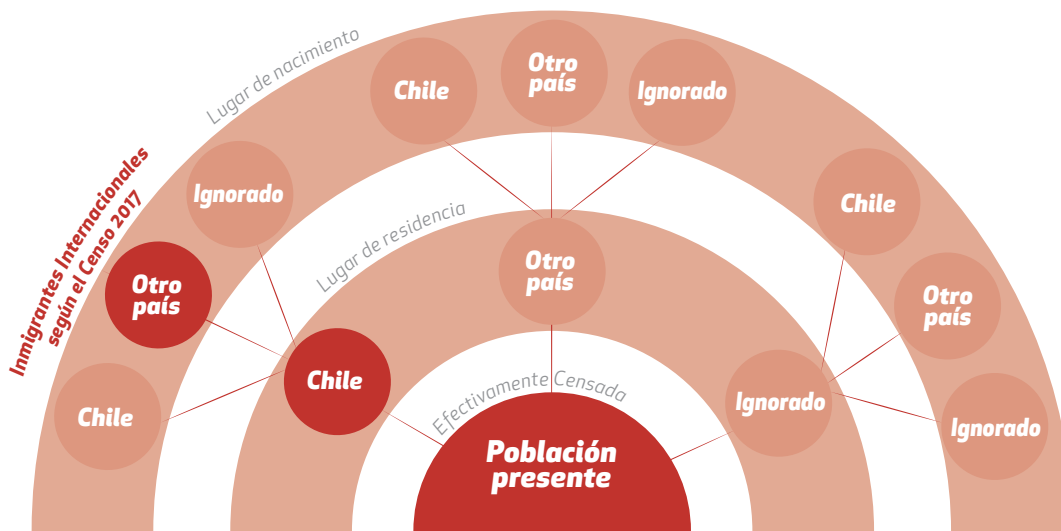 Lugar de nacimiento
Chile
Otro
país
Ignorado
Ignorado
Chile
Inmigrantes Internacionales
según el Censo 2017
Otro
país
Chile
Otro
país
Ignorado
Lugar de residencia
Otro
país
Chile
Ignorado
Efectivamente Censada
Población
presente